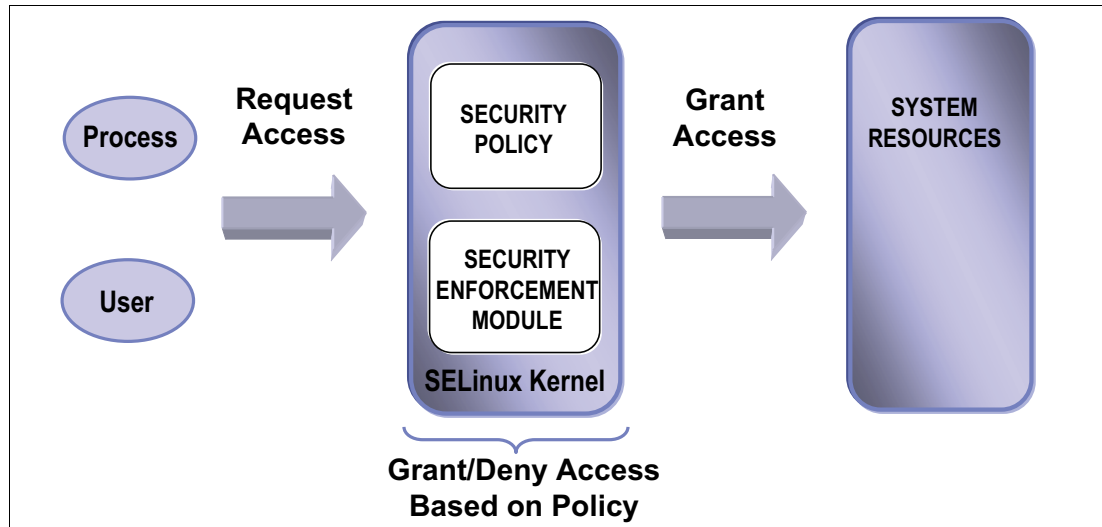 Process
User
Request
Access
SECURITY
POLICY
SECURITY
ENFORCEMENT
MODULE
SELinux Kernel
Grant/Deny Access
Based on Policy
Grant
Access
SYSTEM
RESOURCES